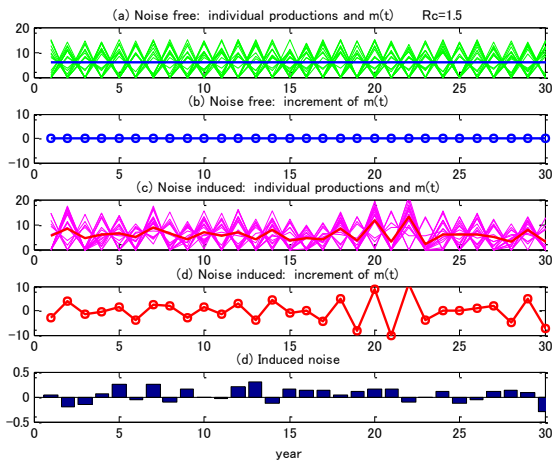 (a) Noise free: individual productions and m(t) Rc=1.5
20
10
0
0 5 10 15 20 25 30
(b) Noise free: increment of m(t)
10
0
-10
0 5 10 15 20 25 30
(c) Noise induced: individual productions and m(t)
20
10
0
0 5 10 15 20 25 30
(d) Noise induced: increment of m(t)
10
0
-10
0 5 10 15 20 25 30
(d) Induced noise
0.5
0
-0.5
0 5 10 15 20 25 30
year